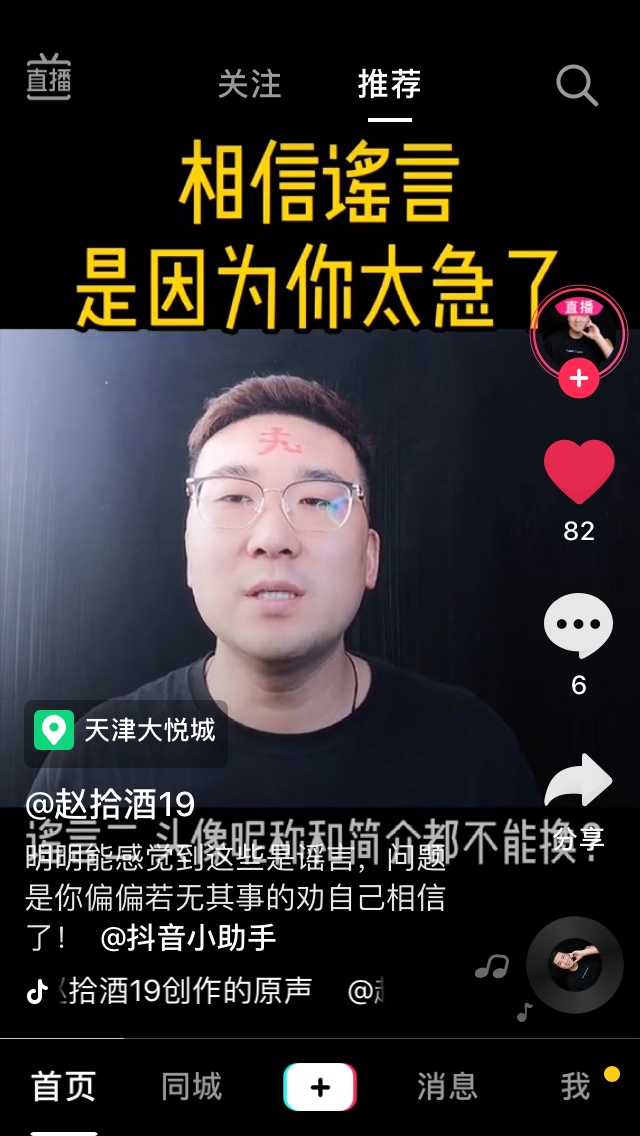 直播
关注
推荐
相信谣言
是因为你太急了
直播
82
6
天津大悦城
@赵拾酒19
谣言二 头像昵称和简介都不能换？
分享
明明能感觉到这些是谣言，问题
是你偏偏若无其事的劝自己相信
了！ @抖音小助手
拾酒19创作的原声 @
首页
同城
消息
我